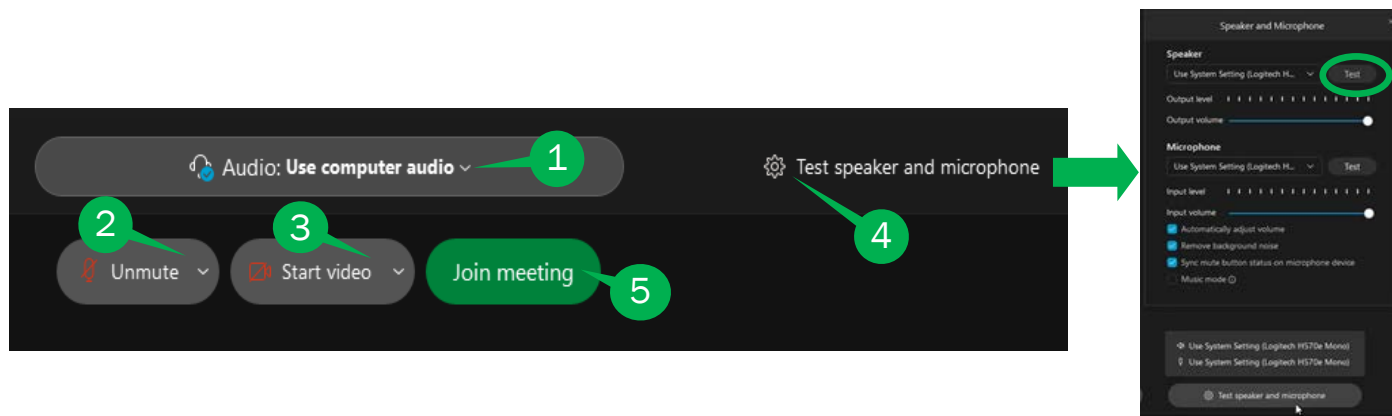 1
Audio: Use computer audio
4
Test speaker and microphone
2
Unmute
3
Start video
5
Join meeting
Speaker and Microphone
Speaker
Use System Setting (Logitech H...
Test
Output level
Output volume
Microphone
Use System Setting (Logitech H...
Test
Input level
Input volume
Automatically adjust volume
Remove background noise
Sync mute button status on microphone device
Music mode
Use System Setting (Logitech H570e Mono)
Use System Setting (Logitech H570e Mono)
Test speaker and microphone